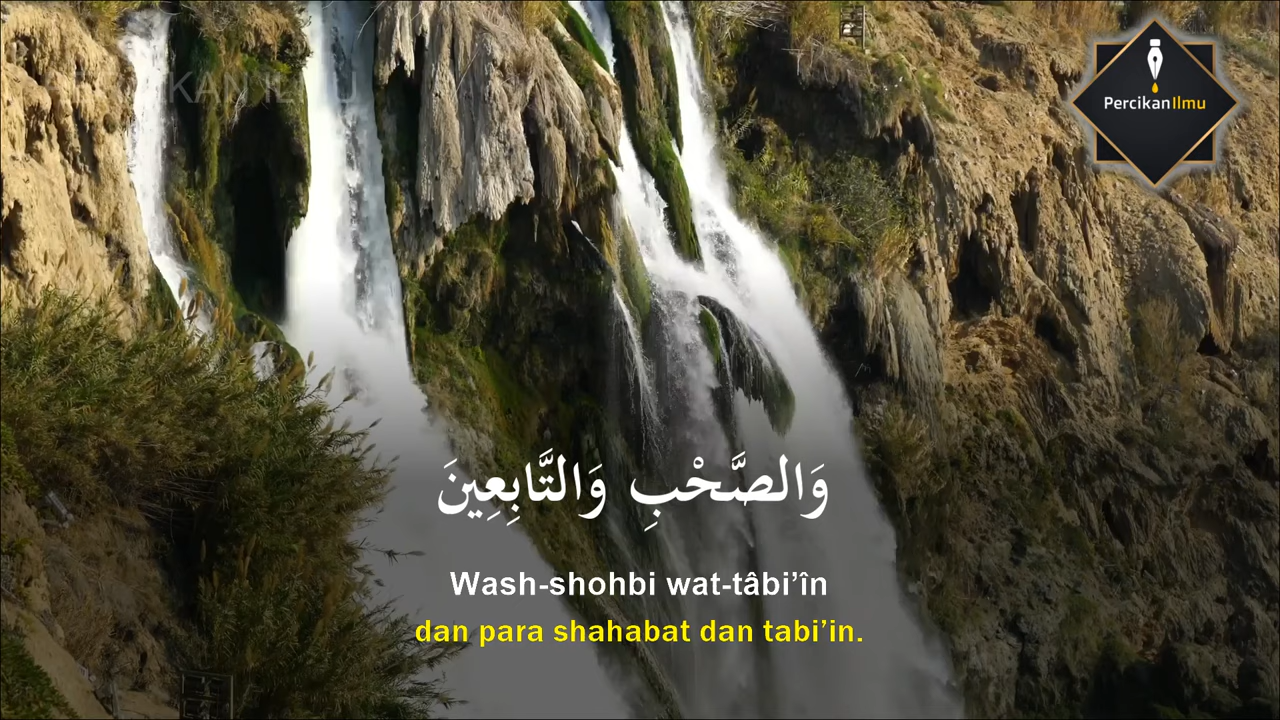 PercikanIlmu
وَالصَّحْبِ وَالتَّابِعِينَ
Wash-shohbi wat-tâbi’în
dan para shahabat dan tabi’in.